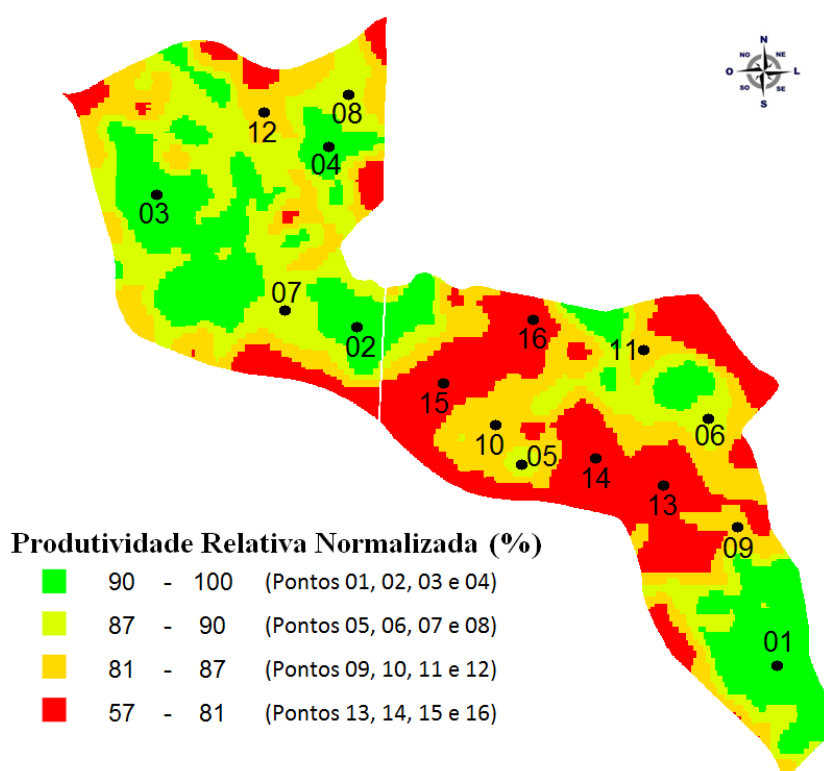 N
NO NE
O L
SO SE
S
08
12
04
03
07
02
16
11
15
10
06
05
14
13
09
01
Produtividade Relativa Normalizada (%)
90 - 100 (Pontos 01, 02, 03 e 04)
87 - 90 (Pontos 05, 06, 07 e 08)
81 - 87 (Pontos 09, 10, 11 e 12)
57 - 81 (Pontos 13, 14, 15 e 16)